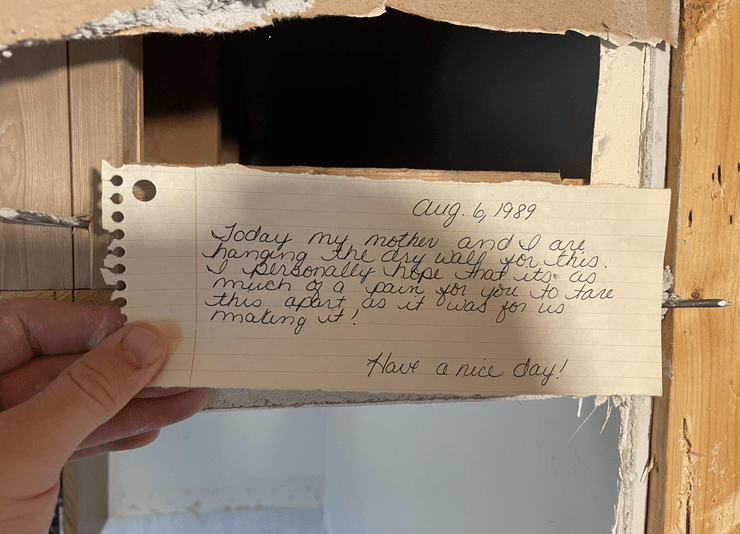 Aug. 6, 1989
Today my mother and I are
hanging the dry wall for this.
I personally hope that its as
much of a pain for you to tare
this apart, as it was for us
making it!
Have a nice day!